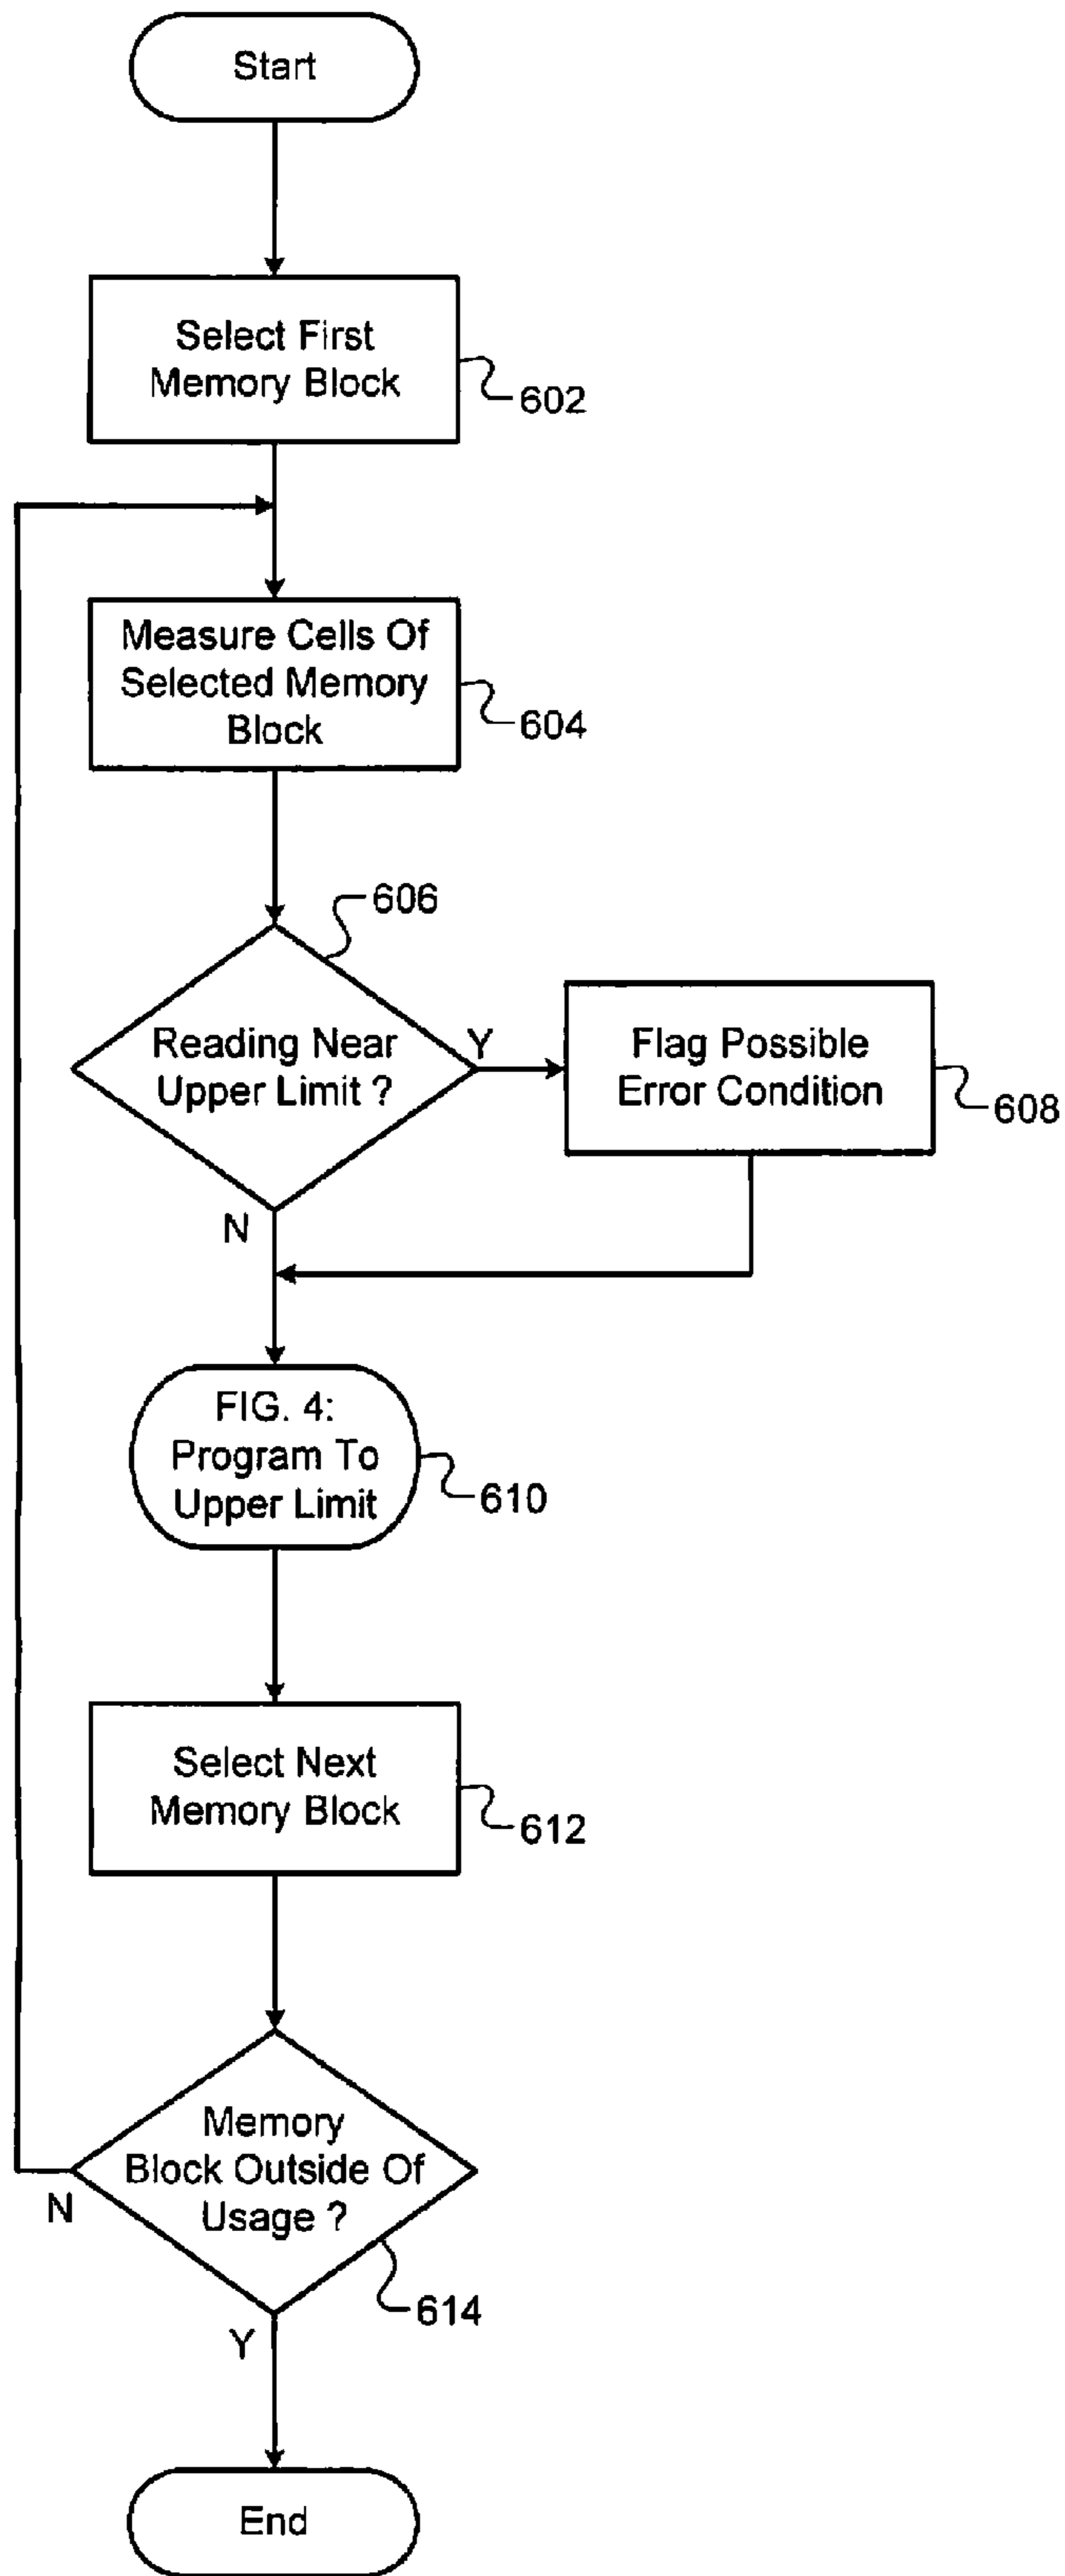 Start
Select First
Memory Block
602
Measure Cells Of
Selected Memory
Block
604
606
Reading Near
Upper Limit ?
Y
N
Flag Possible
Error Condition
608
FIG. 4:
Program To
Upper Limit
610
Select Next
Memory Block
612
Memory
Block Outside Of
Usage ?
N
614
Y
End